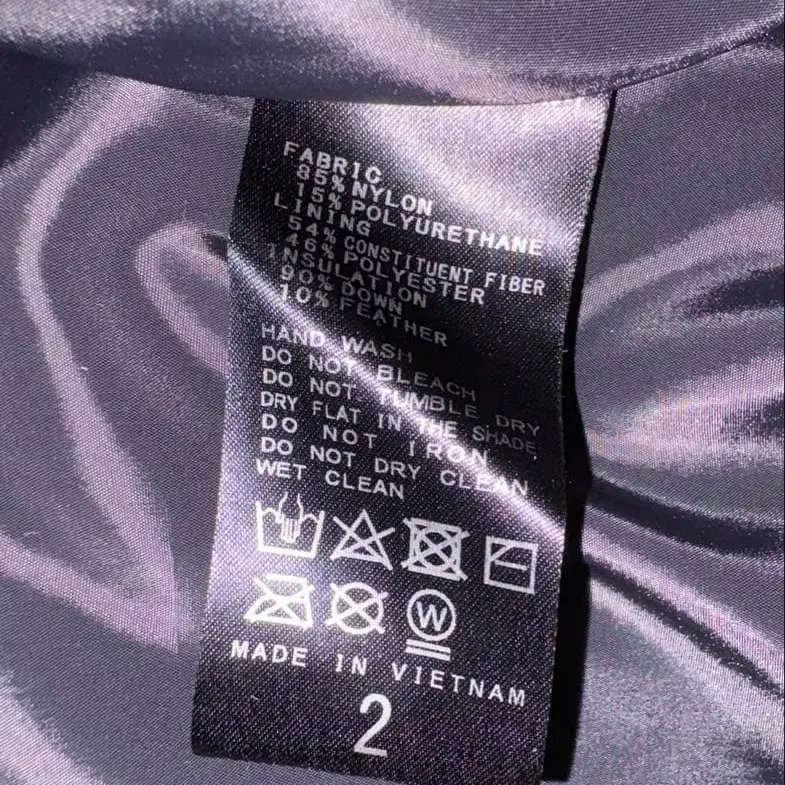 FABRIC
85% NYLON
15% POLYURETHANE
LINING
54% CONSTITUENT FIBER
46% POLYESTER
INSULATION
90% DOWN
10% FEATHER
HAND WASH
DO NOT BLEACH
DO NOT TUMBLE DRY
DRY FLAT IN THE SHADE
DO NOT IRON
DO NOT DRY CLEAN
WET CLEAN
W
MADE IN VIETNAM
2